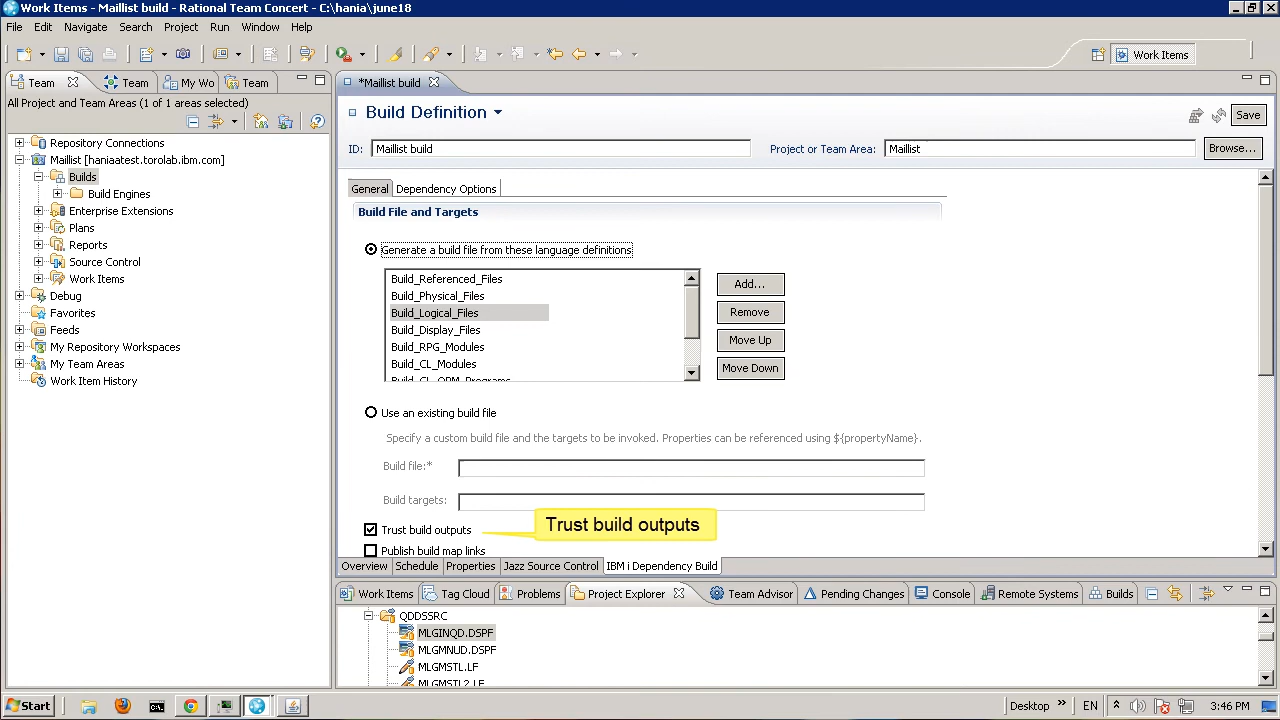 Work Items - Maillist build - Rational Team Concert - C:\hania\june18
File Edit Navigate Search Project Run Window Help
Work Items
Team Team My Wo Team
*Maillist build
All Project and Team Areas (1 of 1 areas selected)
Repository Connections
Maillist [haniaatest.torolab.ibm.com]
Builds
Build Engines
Enterprise Extensions
Plans
Reports
Source Control
Work Items
Debug
Favorites
Feeds
My Repository Workspaces
My Team Areas
Work Item History
Build Definition
Save
ID: Maillist build Project or Team Area: Maillist Browse...
General Dependency Options
Build File and Targets
Generate a build file from these language definitions
Build_Referenced_Files
Build_Physical_Files
Build_Logical_Files
Build_Display_Files
Build_RPG_Modules
Build_CL_Modules
Build_CL_OPM_Programs
Add...
Remove
Move Up
Move Down
Use an existing build file
Specify a custom build file and the targets to be invoked. Properties can be referenced using ${propertyName}.
Build file:*
Build targets:
Trust build outputs
Trust build outputs
Publish build map links
Overview Schedule Properties Jazz Source Control IBM i Dependency Build
Work Items Tag Cloud Problems Project Explorer Team Advisor Pending Changes Console Remote Systems Builds
QDDSSRC
MLGINQD.DSPF
MLGMNUD.DSPF
MLGMSTL.LF
MLGMSTL2.LF
Start Desktop » EN 3:46 PM